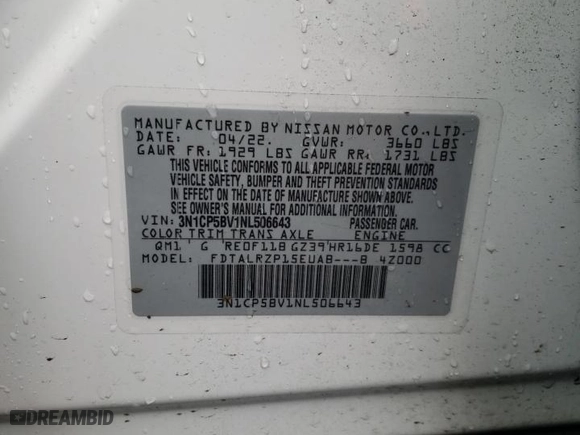 MANUFACTURED BY NISSAN MOTOR CO.,LTD.
DATE: 04/22. GVWR: 3660 LBS
GAWR FR: 1929 LBS GAWR RR: 1731 LBS
THIS VEHICLE CONFORMS TO ALL APPLICABLE FEDERAL MOTOR
VEHICLE SAFETY, BUMPER AND THEFT PREVENTION STANDARDS
IN EFFECT ON THE DATE OF MANUFACTURE SHOWN ABOVE.
SEE OWNER'S MANUAL FOR ADDITIONAL INFORMATION.
VIN: 3N1CP5BV1NL506643 PASSENGER CAR.
COLOR TRIM TRANS AXLE ENGINE
QM1 G RE0F11B GZ39 HR16DE 1598 CC
MODEL: FDTALRZP15EUAB---B 4Z000
3N1CP5BV1NL506643
DREAMBID